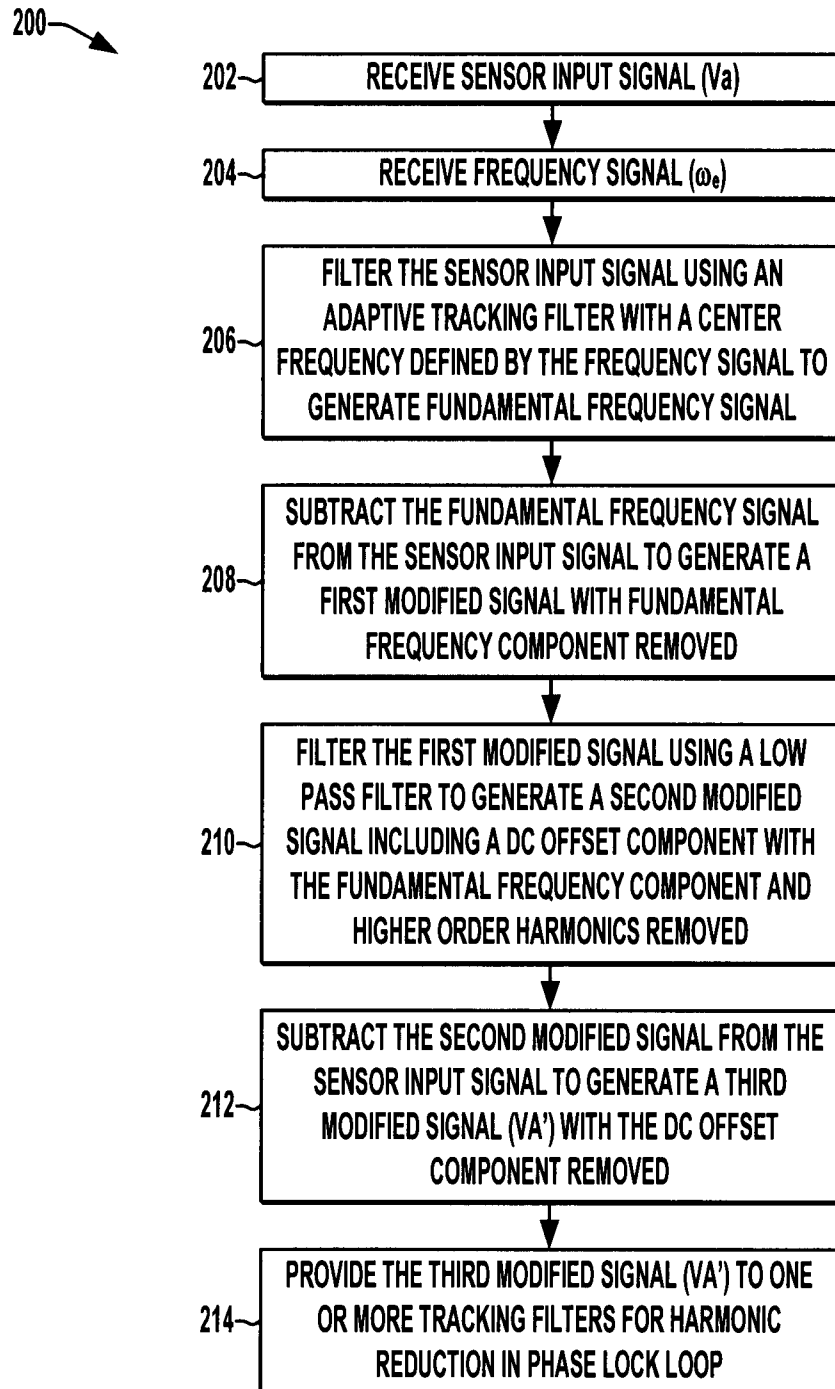 200
202
RECEIVE SENSOR INPUT SIGNAL (Va)
204
RECEIVE FREQUENCY SIGNAL (ωe)
206
FILTER THE SENSOR INPUT SIGNAL USING AN
ADAPTIVE TRACKING FILTER WITH A CENTER
FREQUENCY DEFINED BY THE FREQUENCY SIGNAL TO
GENERATE FUNDAMENTAL FREQUENCY SIGNAL
208
SUBTRACT THE FUNDAMENTAL FREQUENCY SIGNAL
FROM THE SENSOR INPUT SIGNAL TO GENERATE A
FIRST MODIFIED SIGNAL WITH FUNDAMENTAL
FREQUENCY COMPONENT REMOVED
210
FILTER THE FIRST MODIFIED SIGNAL USING A LOW
PASS FILTER TO GENERATE A SECOND MODIFIED
SIGNAL INCLUDING A DC OFFSET COMPONENT WITH
THE FUNDAMENTAL FREQUENCY COMPONENT AND
HIGHER ORDER HARMONICS REMOVED
212
SUBTRACT THE SECOND MODIFIED SIGNAL FROM THE
SENSOR INPUT SIGNAL TO GENERATE A THIRD
MODIFIED SIGNAL (VA’) WITH THE DC OFFSET
COMPONENT REMOVED
214
PROVIDE THE THIRD MODIFIED SIGNAL (VA’) TO ONE
OR MORE TRACKING FILTERS FOR HARMONIC
REDUCTION IN PHASE LOCK LOOP